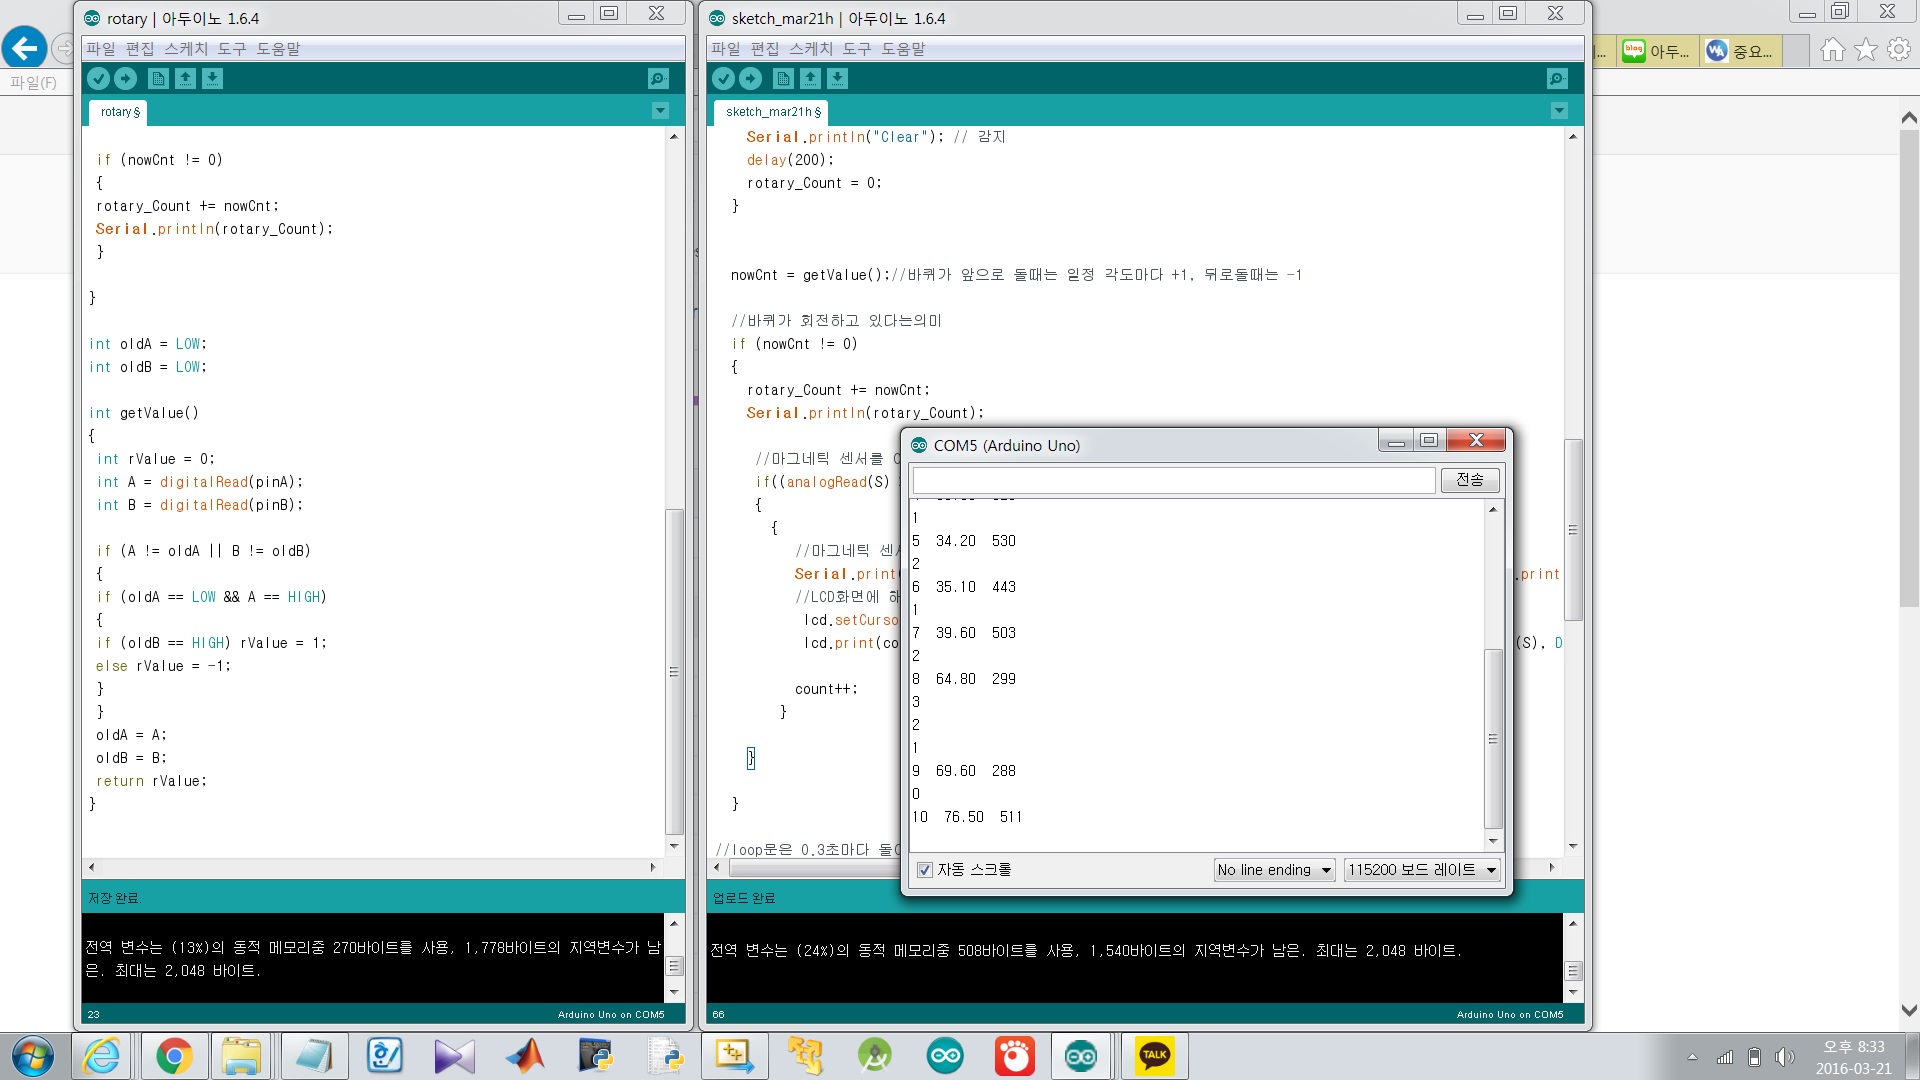 rotary | 아두이노 1.6.4
파일 편집 스케치 도구 도움말
rotary §
if (nowCnt != 0)
{
rotary_Count += nowCnt;
Serial.println(rotary_Count);
}
}
int oldA = LOW;
int oldB = LOW;
int getValue()
{
int rValue = 0;
int A = digitalRead(pinA);
int B = digitalRead(pinB);
if (A != oldA || B != oldB)
{
if (oldA == LOW && A == HIGH)
{
if (oldB == HIGH) rValue = 1;
else rValue = -1;
}
}
oldA = A;
oldB = B;
return rValue;
}
저장 완료.
전역 변수는 (13%)의 동적 메모리중 270바이트를 사용, 1,778바이트의 지역변수가 남
은. 최대는 2,048 바이트.
23
Arduino Uno on COM5
sketch_mar21h | 아두이노 1.6.4
파일 편집 스케치 도구 도움말
sketch_mar21h §
Serial.println("Clear"); // 감지
delay(200);
rotary_Count = 0;
}
nowCnt = getValue();//바퀴가 앞으로 돌때는 일정 각도마다 +1, 뒤로돌때는 -1
//바퀴가 회전하고 있다는의미
if (nowCnt != 0)
{
rotary_Count += nowCnt;
Serial.println(rotary_Count);
//마그네틱 센서를
if((analogRead(S)
{
{
//마그네틱
Serial.print
.print
//LCD화면에
lcd.setCurso
lcd.print(co
(S), D
count++;
}
}
}
//loop문은 0.3초마다
업로드 완료
전역 변수는 (24%)의 동적 메모리중 508바이트를 사용, 1,540바이트의 지역변수가 남은. 최대는 2,048 바이트.
66
Arduino Uno on COM5
COM5 (Arduino Uno)
전송
1
5 34.20 530
2
6 35.10 443
1
7 39.60 503
2
8 64.80 299
3
2
1
9 69.60 288
0
10 76.50 511
자동 스크롤
No line ending
115200 보드 레이트
파일(F)
blog 아두...
중요...
TALK
오후 8:33
2016-03-21